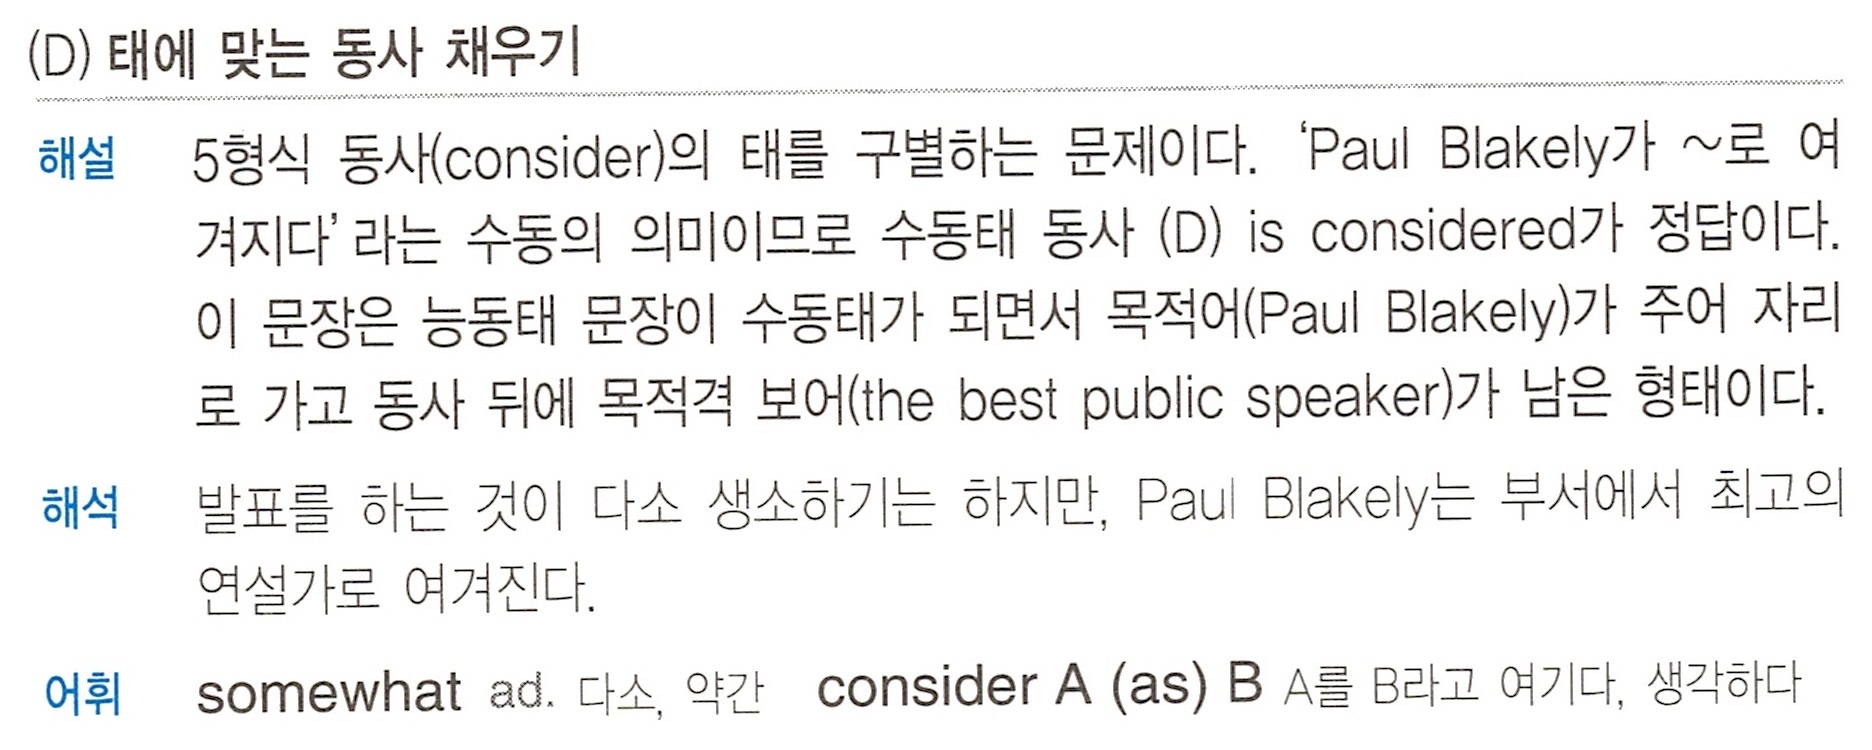 (D) 태에 맞는 동사 채우기
해설 5형식 동사(consider)의 태를 구별하는 문제이다. ‘Paul Blakely가 ~로 여
겨지다’라는 수동의 의미이므로 수동태 동사 (D) is considered가 정답이다.
이 문장은 능동태 문장이 수동태가 되면서 목적어(Paul Blakely)가 주어 자리
로 가고 동사 뒤에 목적격 보어(the best public speaker)가 남은 형태이다.
해석 발표를 하는 것이 다소 생소하기는 하지만, Paul Blakely는 부서에서 최고의
연설가로 여겨진다.
어휘 somewhat ad. 다소, 약간 consider A (as) B A를 B라고 여기다, 생각하다